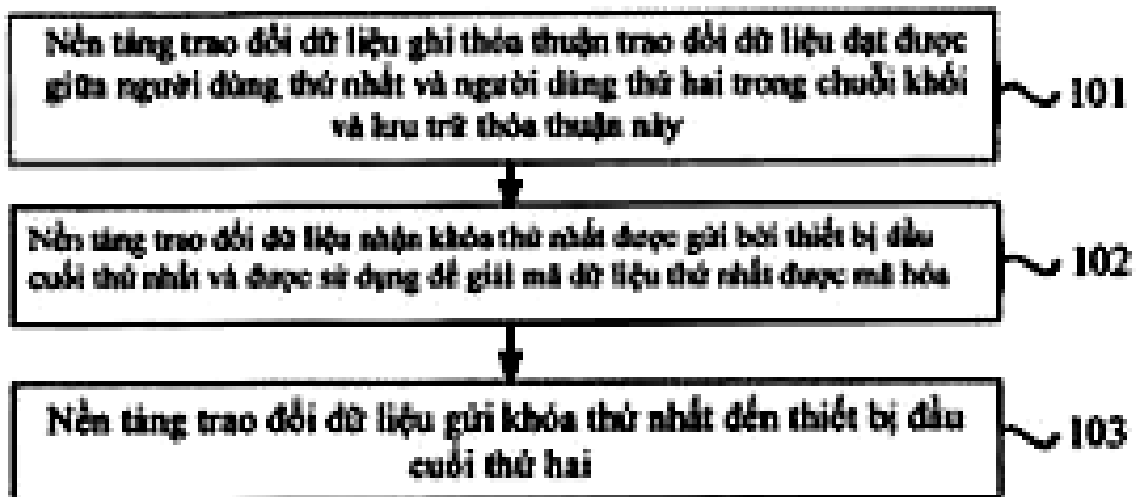 Nền tảng trao đổi dữ liệu ghi thỏa thuận trao đổi dữ liệu đạt được
giữa người dùng thứ nhất và người dùng thứ hai trong chuỗi khối
và lưu trữ thỏa thuận này
101
Nền tảng trao đổi dữ liệu nhận khóa thứ nhất được gửi bởi thiết bị đầu
cuối thứ nhất và được sử dụng để giải mã dữ liệu thứ nhất được mã hóa
102
Nền tảng trao đổi dữ liệu gửi khóa thứ nhất đến thiết bị đầu
cuối thứ hai
103